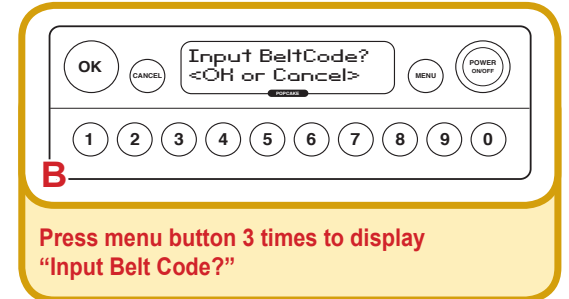 OK
CANCEL
Input BeltCode?
<OK or Cancel>
POPCAKE
MENU
POWER
ON/OFF
1 2 3 4 5 6 7 8 9 0
B
Press menu button 3 times to display
“Input Belt Code?”